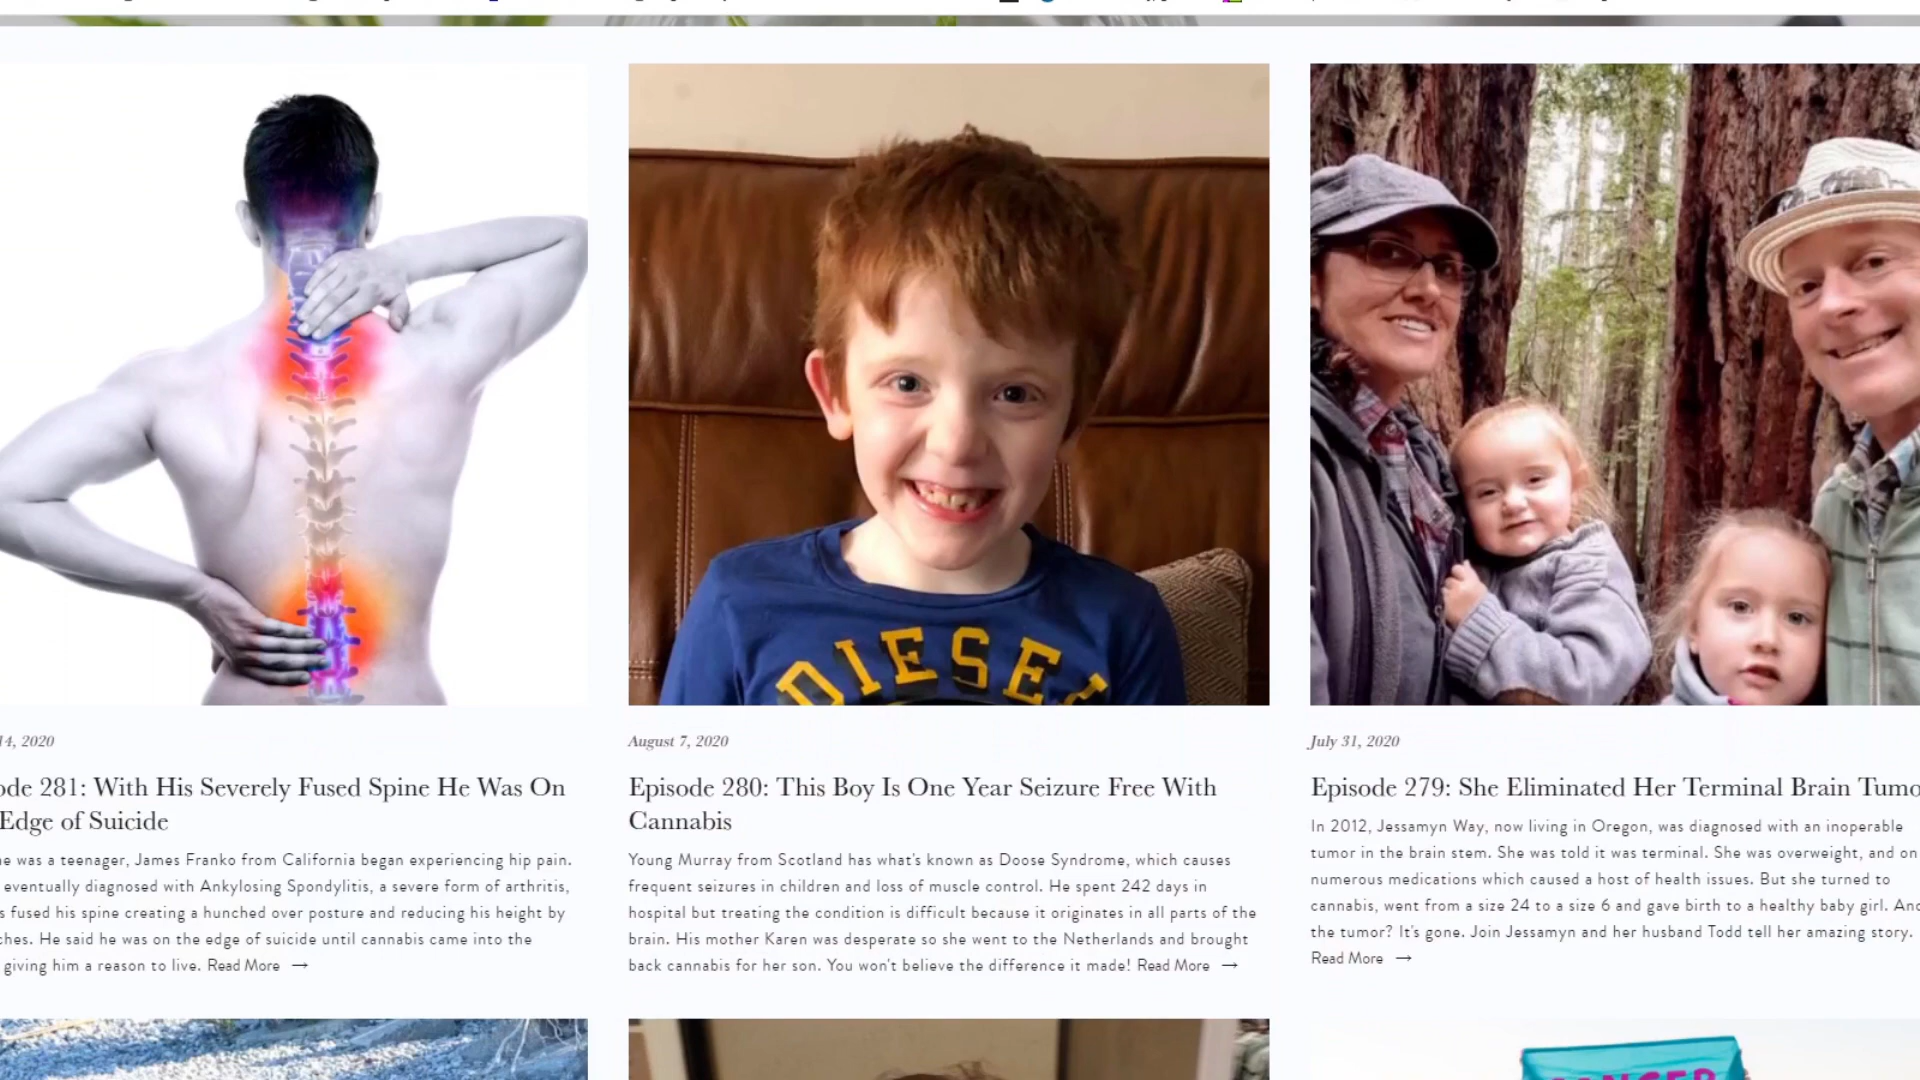 DIESEL
14, 2020
ode 281: With His Severely Fused Spine He Was On
Edge of Suicide
e was a teenager, James Franko from California began experiencing hip pain.
eventually diagnosed with Ankylosing Spondylitis, a severe form of arthritis,
s fused his spine creating a hunched over posture and reducing his height by
ches. He said he was on the edge of suicide until cannabis came into the
giving him a reason to live. Read More →
August 7, 2020
Episode 280: This Boy Is One Year Seizure Free With
Cannabis
Young Murray from Scotland has what's known as Doose Syndrome, which causes
frequent seizures in children and loss of muscle control. He spent 242 days in
hospital but treating the condition is difficult because it originates in all parts of the
brain. His mother Karen was desperate so she went to the Netherlands and brought
back cannabis for her son. You won't believe the difference it made! Read More →
July 31, 2020
Episode 279: She Eliminated Her Terminal Brain Tumo
In 2012, Jessamyn Way, now living in Oregon, was diagnosed with an inoperable
tumor in the brain stem. She was told it was terminal. She was overweight, and on
numerous medications which caused a host of health issues. But she turned to
cannabis, went from a size 24 to a size 6 and gave birth to a healthy baby girl. And
the tumor? It's gone. Join Jessamyn and her husband Todd tell her amazing story.
Read More →
CANCER